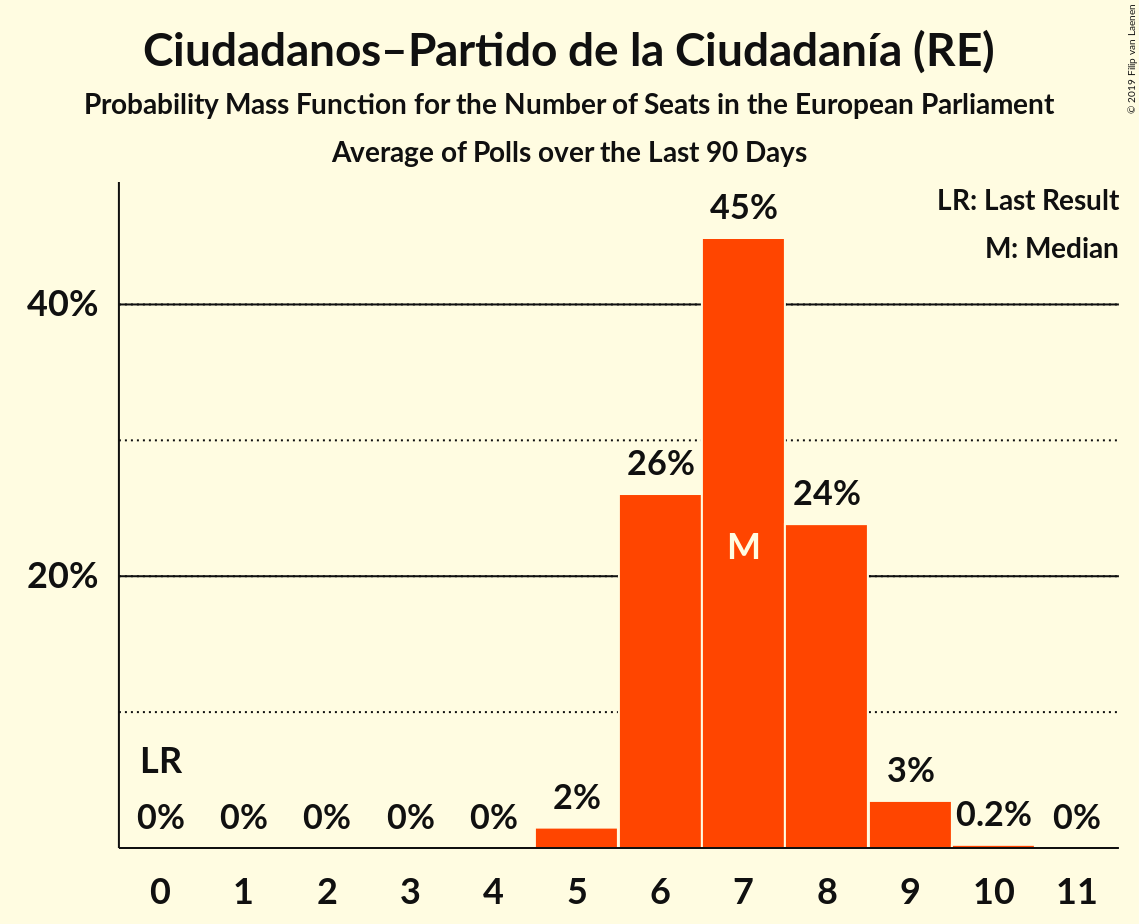 Ciudadanos–Partido de la Ciudadanía (RE)
Probability Mass Function for the Number of Seats in the European Parliament
Average of Polls over the Last 90 Days
© 2019 Filip van Laenen
LR: Last Result
M: Median
45%
40%
26%
24%
M
20%
LR
0% 0% 0% 0% 0% 2% 3% 0.2% 0%
0 1 2 3 4 5 6 7 8 9 10 11